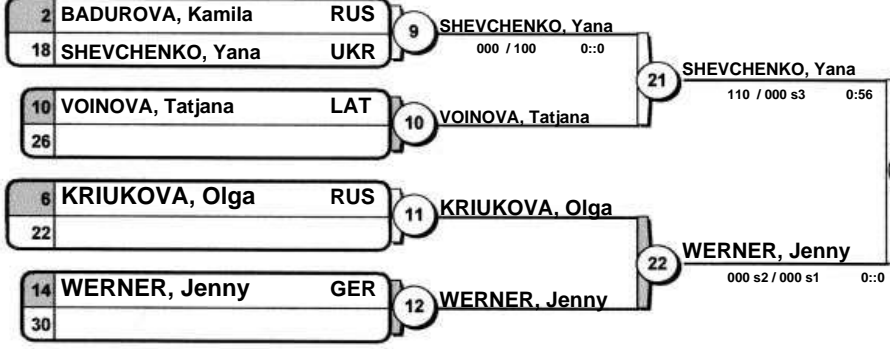 2 BADUROVA, Kamila RUS
18 SHEVCHENKO, Yana UKR
9
SHEVCHENKO, Yana
000 / 100 0::0
10 VOINOVA, Tatjana LAT
26
10
VOINOVA, Tatjana
21
SHEVCHENKO, Yana
110 / 000 s3 0:56
6 KRIUKOVA, Olga RUS
22
11
KRIUKOVA, Olga
14 WERNER, Jenny GER
30
12
WERNER, Jenny
22
WERNER, Jenny
000 s2 / 000 s1 0::0